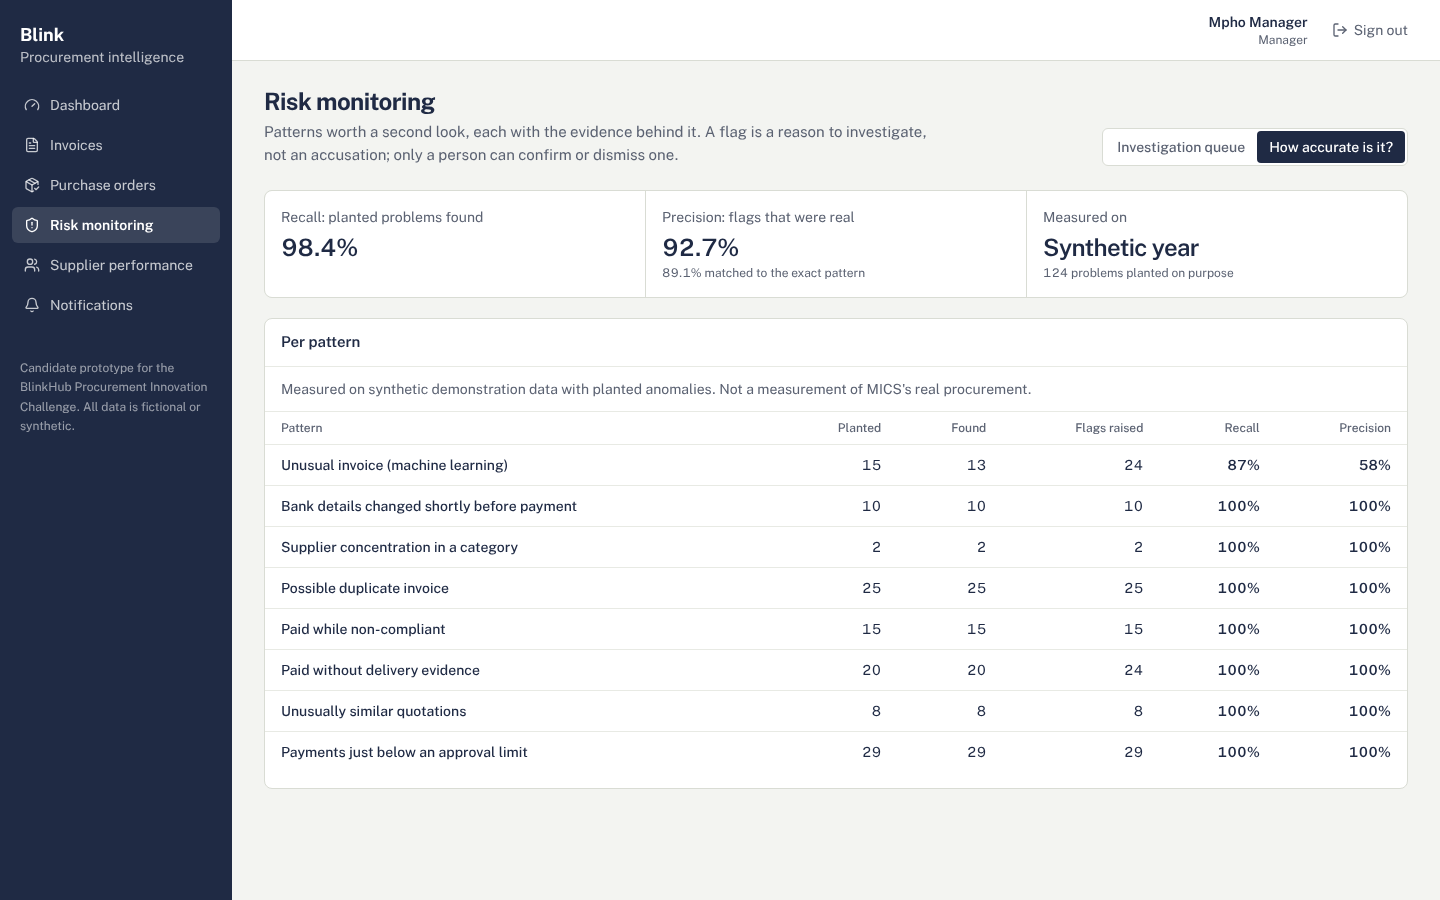 Blink
Procurement intelligence
Dashboard
Invoices
Purchase orders
Risk monitoring
Supplier performance
Notifications
Candidate prototype for the
BlinkHub Procurement Innovation
Challenge. All data is fictional or
synthetic.
Mpho Manager
Manager
Sign out
Risk monitoring
Patterns worth a second look, each with the evidence behind it. A flag is a reason to investigate,
not an accusation; only a person can confirm or dismiss one.
Investigation queue How accurate is it?
Recall: planted problems found
98.4%
Precision: flags that were real
92.7%
89.1% matched to the exact pattern
Measured on
Synthetic year
124 problems planted on purpose
Per pattern
Measured on synthetic demonstration data with planted anomalies. Not a measurement of MICS's real procurement.
Pattern Planted Found Flags raised Recall Precision
Unusual invoice (machine learning) 15 13 24 87% 58%
Bank details changed shortly before payment 10 10 10 100% 100%
Supplier concentration in a category 2 2 2 100% 100%
Possible duplicate invoice 25 25 25 100% 100%
Paid while non-compliant 15 15 15 100% 100%
Paid without delivery evidence 20 20 24 100% 100%
Unusually similar quotations 8 8 8 100% 100%
Payments just below an approval limit 29 29 29 100% 100%